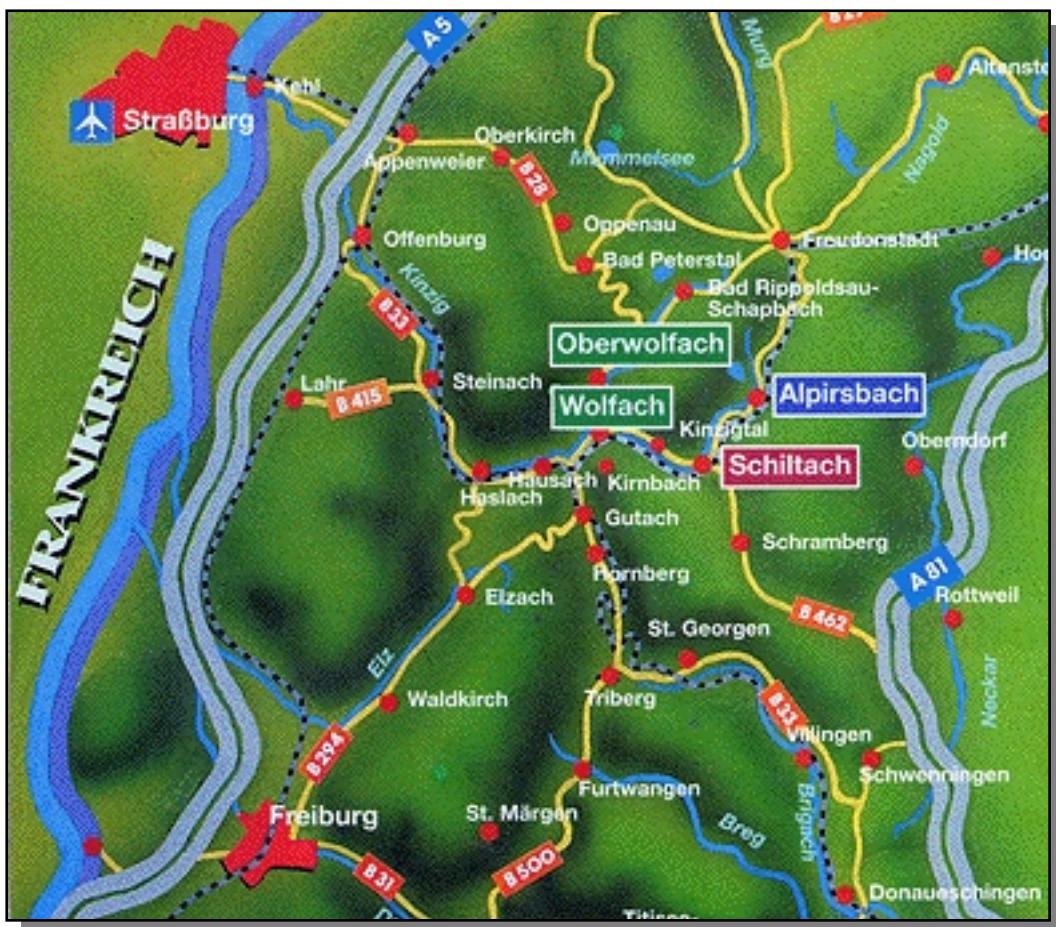 A 5
Murg
Kehl
Straßburg
Altenste
Oberkirch
Appenweier
Mummelsee
B 28
Nagold
Oppenau
Offenburg
Freudenstadt
Kinzig
Bad Peterstal
Hor
Bad Rippoldsau-
Schapbach
B 33
FRANKREICH
Oberwolfach
Steinach
Lahr
B 415
Alpirsbach
Wolfach
Kinzigtal
Oberndorf
Schiltach
Hausach
Kirnbach
Haslach
Gutach
Schramberg
Hornberg
A 81
Elzach
Rottweil
B 462
St. Georgen
Elz
Neckar
Triberg
Waldkirch
B 33
Villingen
B 294
Schwenningen
Furtwangen
Brigach
St. Märgen
Freiburg
Breg
B 500
B 31
Donaueschingen
Titisee-